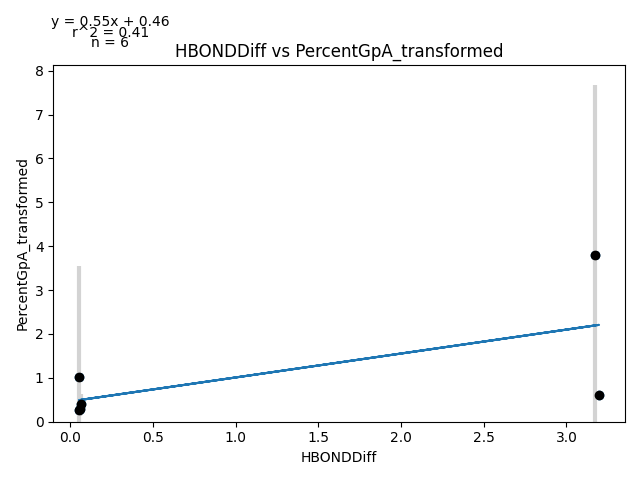 y = 0.55x + 0.46
r^2 = 0.41
n = 6
HBONDDiff vs PercentGpA_transformed
PercentGpA_transformed
8
7
6
5
4
3
2
1
0
0.0 0.5 1.0 1.5 2.0 2.5 3.0
HBONDDiff